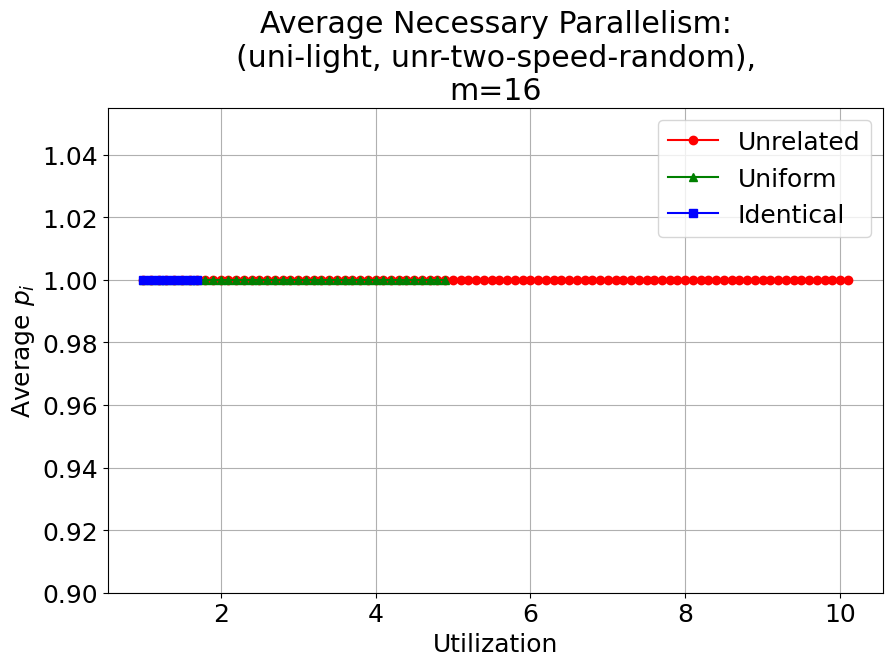 Average Necessary Parallelism:
(uni-light, unr-two-speed-random),
m=16
Unrelated
Uniform
Identical
1.04
1.02
1.00
0.98
0.96
0.94
0.92
0.90
Average $p_i$
2 4 6 8 10
Utilization